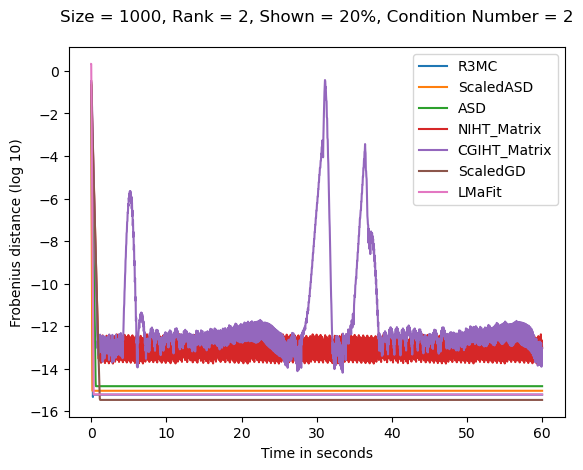 Size = 1000, Rank = 2, Shown = 20%, Condition Number = 2
R3MC
ScaledASD
ASD
NIHT_Matrix
CGIHT_Matrix
ScaledGD
LMaFit
Frobenius distance (log 10)
0
−2
−4
−6
−8
−10
−12
−14
−16
0 10 20 30 40 50 60
Time in seconds